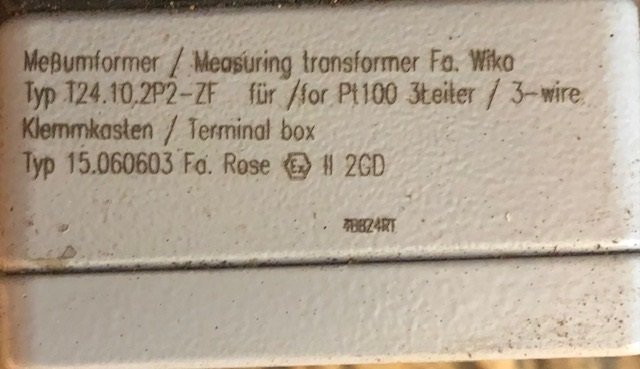 Meßumformer / Measuring transformer Fa. Wika
Typ T24.10.2P2-ZF für /for Pt100 3Leiter / 3-wire
Klemmkasten / Terminal box
Typ 15.060603 Fa. Rose Ex II 2GD